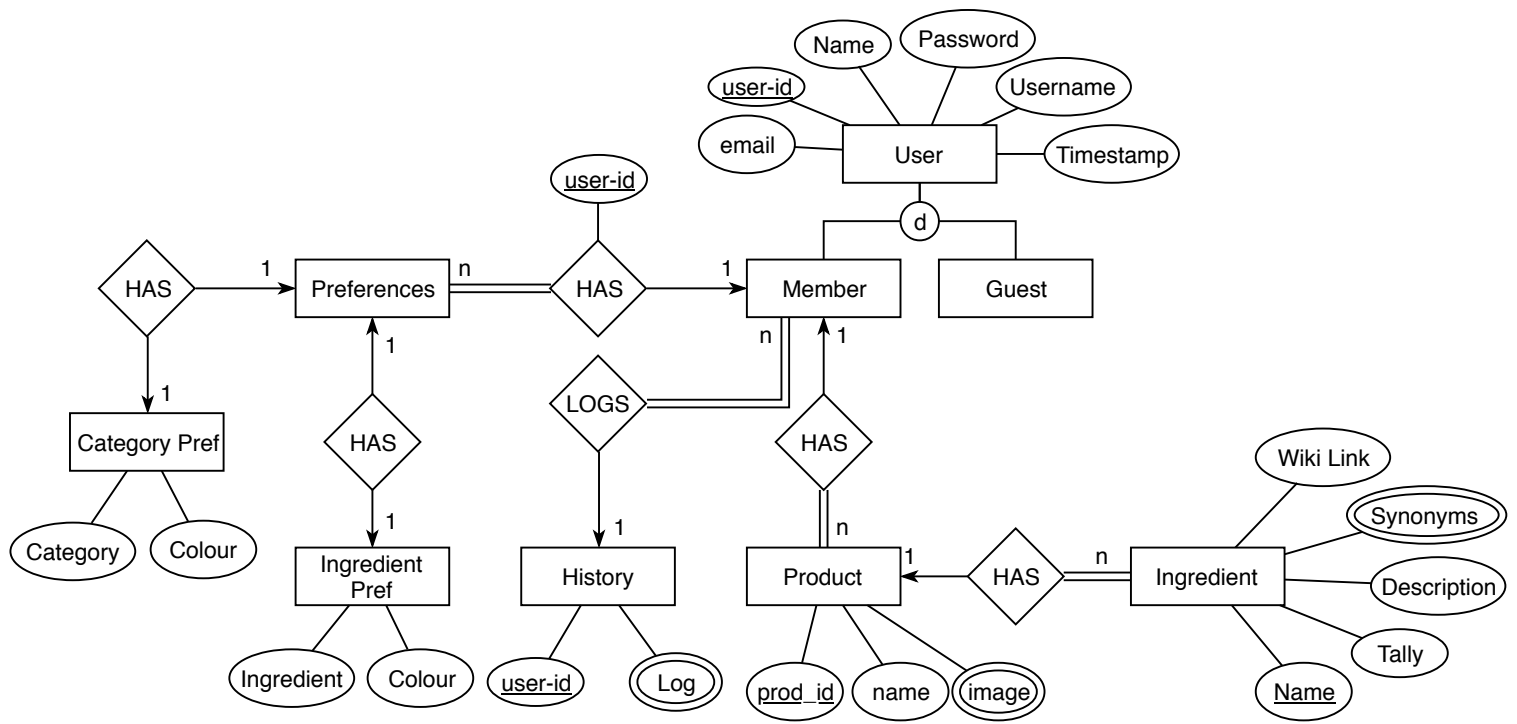 Name
Password
user-id
Username
email
User
Timestamp
user-id
d
HAS
1
Preferences
n
HAS
1
Member
Guest
1
n
1
1
LOGS
Category Pref
HAS
HAS
Wiki Link
1
1
n
Synonyms
Category
Colour
Ingredient
Pref
History
Product
1
HAS
n
Ingredient
Description
Tally
Ingredient
Colour
user-id
Log
prod_id
name
image
Name